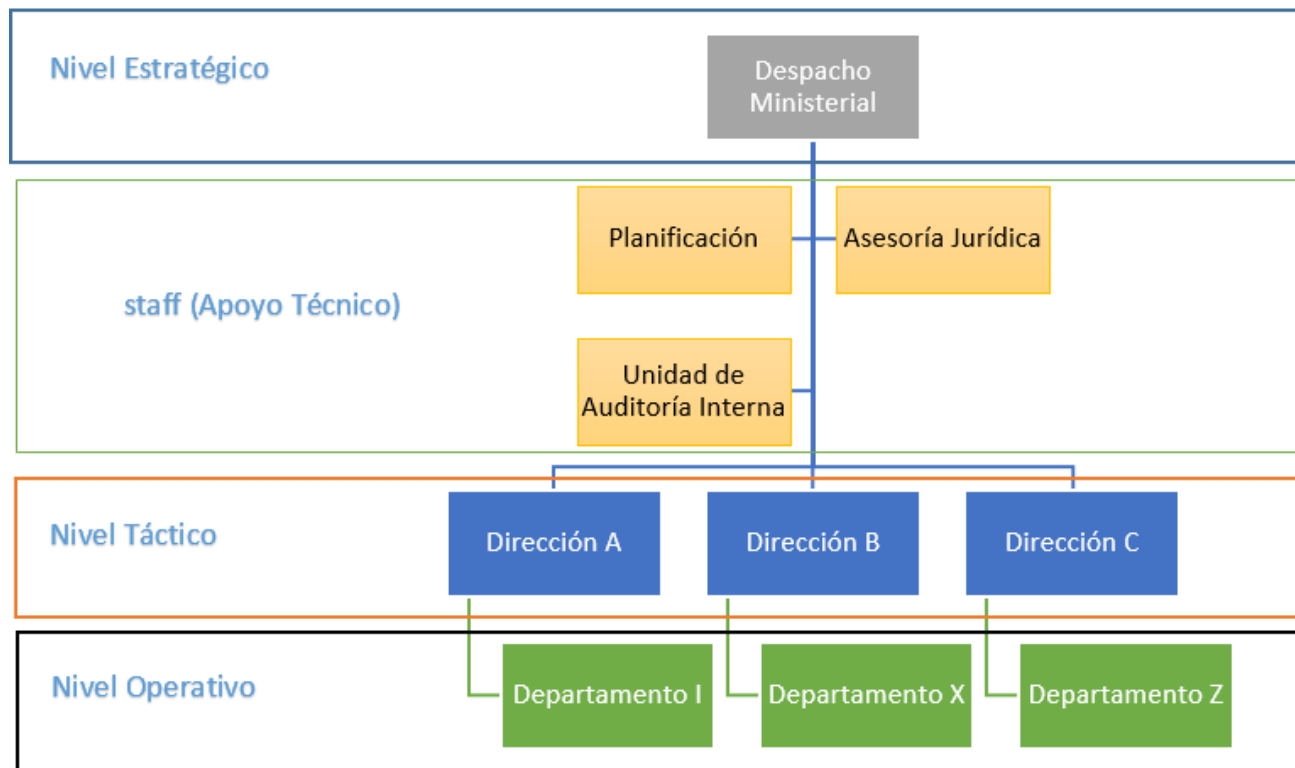 Nivel Estratégico
Despacho
Ministerial
Planificación
Asesoría Jurídica
staff (Apoyo Técnico)
Unidad de
Auditoría Interna
Nivel Táctico
Dirección A
Dirección B
Dirección C
Nivel Operativo
Departamento I
Departamento X
Departamento Z